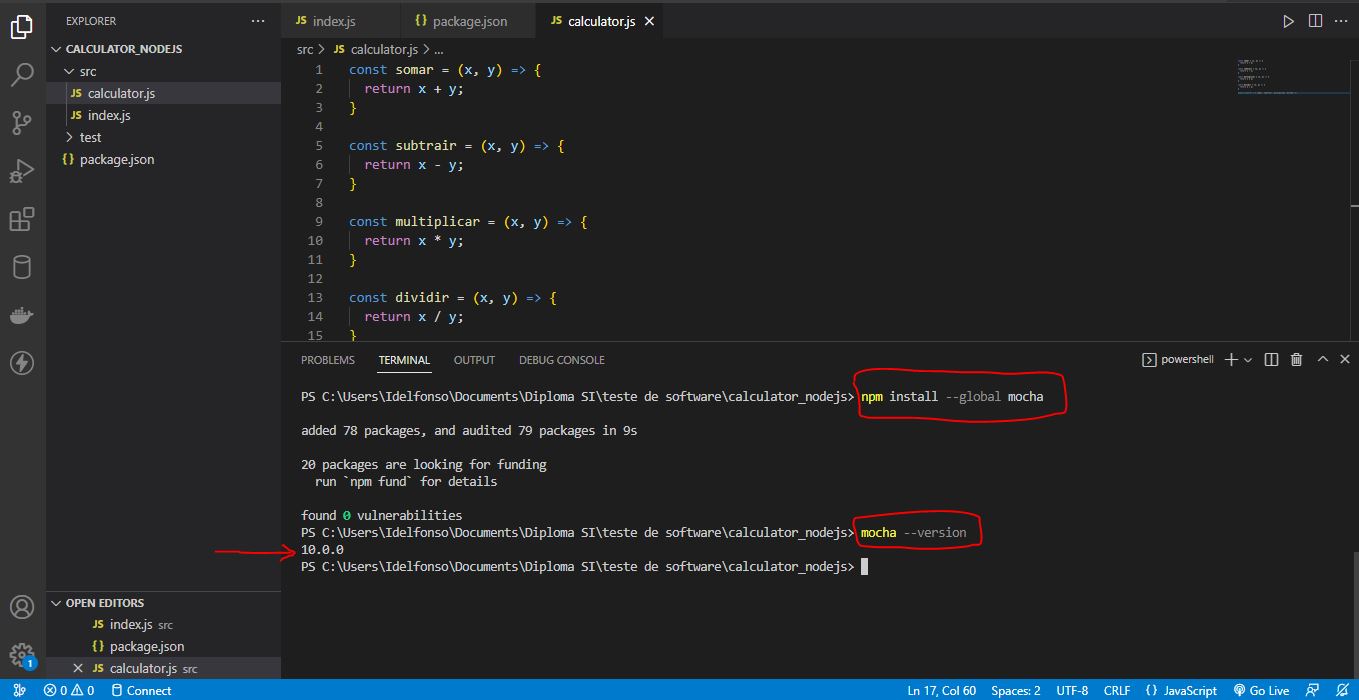 EXPLORER
CALCULATOR_NODEJS
src
JS calculator.js
JS index.js
test
{} package.json
OPEN EDITORS
JS index.js src
{} package.json
JS calculator.js src
1
JS index.js
{} package.json
JS calculator.js
src > JS calculator.js > ...
1 const somar = (x, y) => {
2 return x + y;
3 }
4
5 const subtrair = (x, y) => {
6 return x - y;
7 }
8
9 const multiplicar = (x, y) => {
10 return x * y;
11 }
12
13 const dividir = (x, y) => {
14 return x / y;
15 }
PROBLEMS TERMINAL OUTPUT DEBUG CONSOLE
powershell
PS C:\Users\Idelfonso\Documents\Diploma SI\teste de software\calculator_nodejs> npm install --global mocha
added 78 packages, and audited 79 packages in 9s
20 packages are looking for funding
run `npm fund` for details
found 0 vulnerabilities
PS C:\Users\Idelfonso\Documents\Diploma SI\teste de software\calculator_nodejs> mocha --version
10.0.0
PS C:\Users\Idelfonso\Documents\Diploma SI\teste de software\calculator_nodejs>
0 0 Connect
Ln 17, Col 60 Spaces: 2 UTF-8 CRLF {} JavaScript Go Live